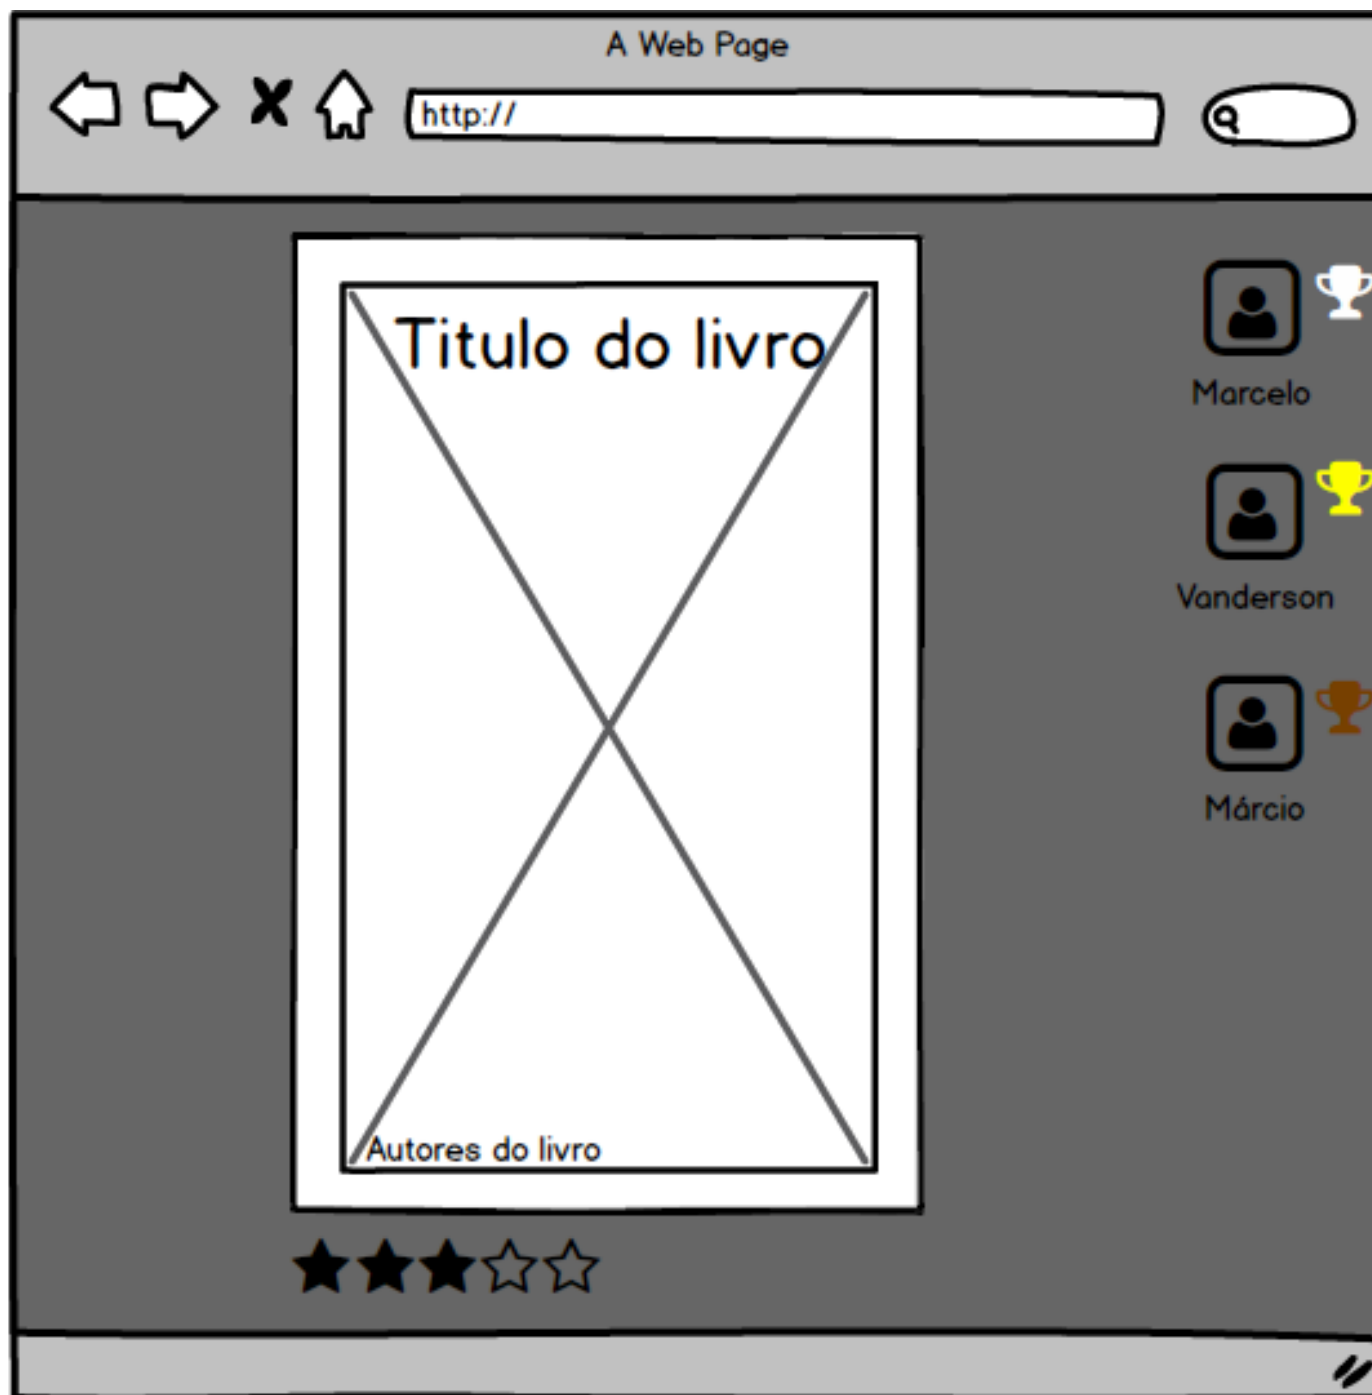 A Web Page
http://
Titulo do livro
Autores do livro
Marcelo
Vanderson
Márcio